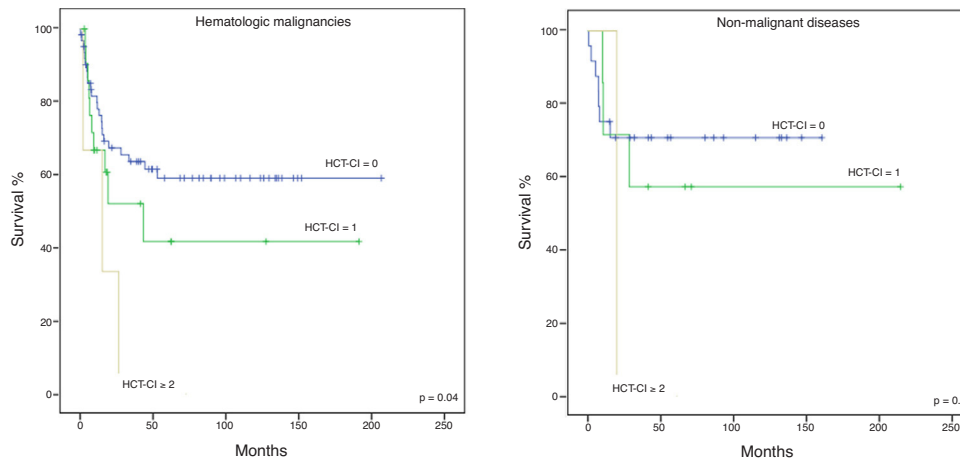 Hematologic malignancies
100
80
60
40
20
0
Survival %
HCT-CI = 0
HCT-CI = 1
HCT-CI ≥ 2
p = 0.04
0 50 100 150 200 250
Months
Non-malignant diseases
100
80
60
40
20
0
Survival %
HCT-CI = 0
HCT-CI = 1
HCT-CI ≥ 2
p = 0.
0 50 100 150 200 250
Months